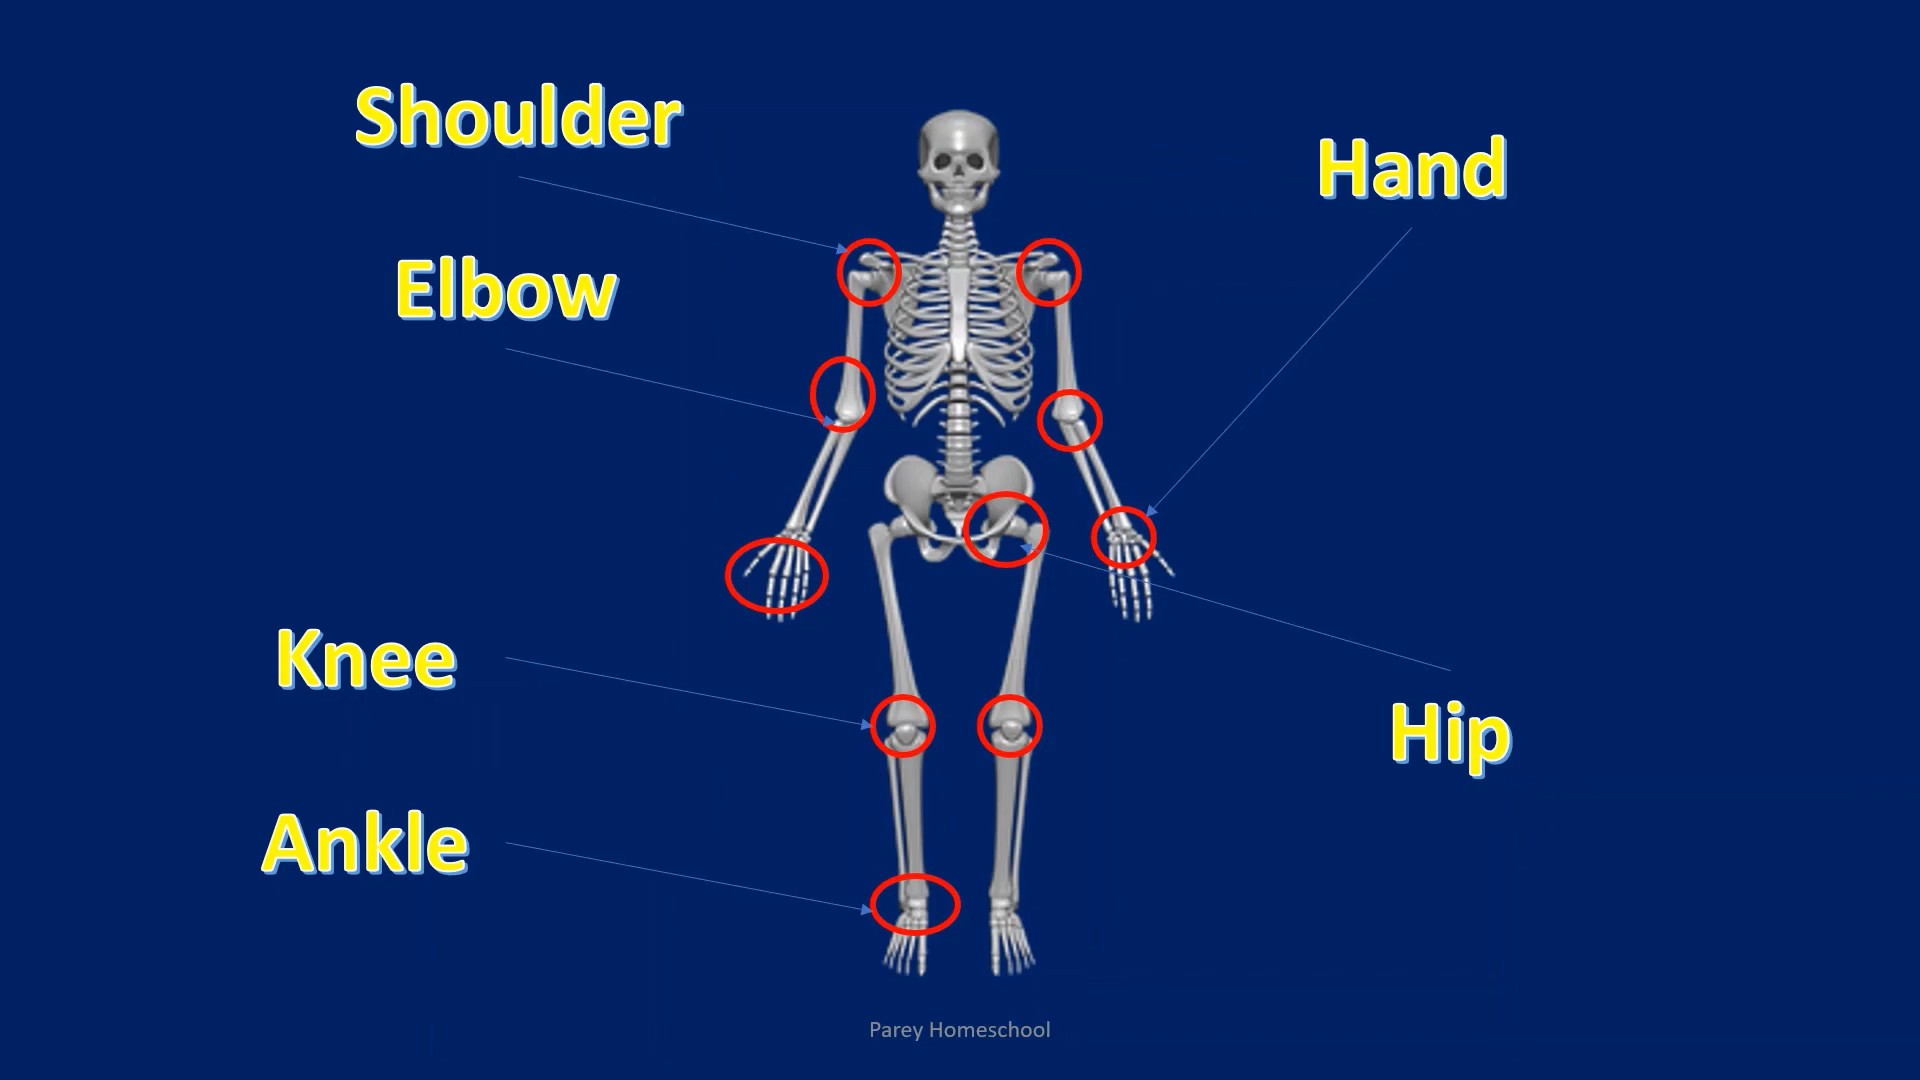 Shoulder
Hand
Elbow
Knee
Hip
Ankle
Parey Homeschool